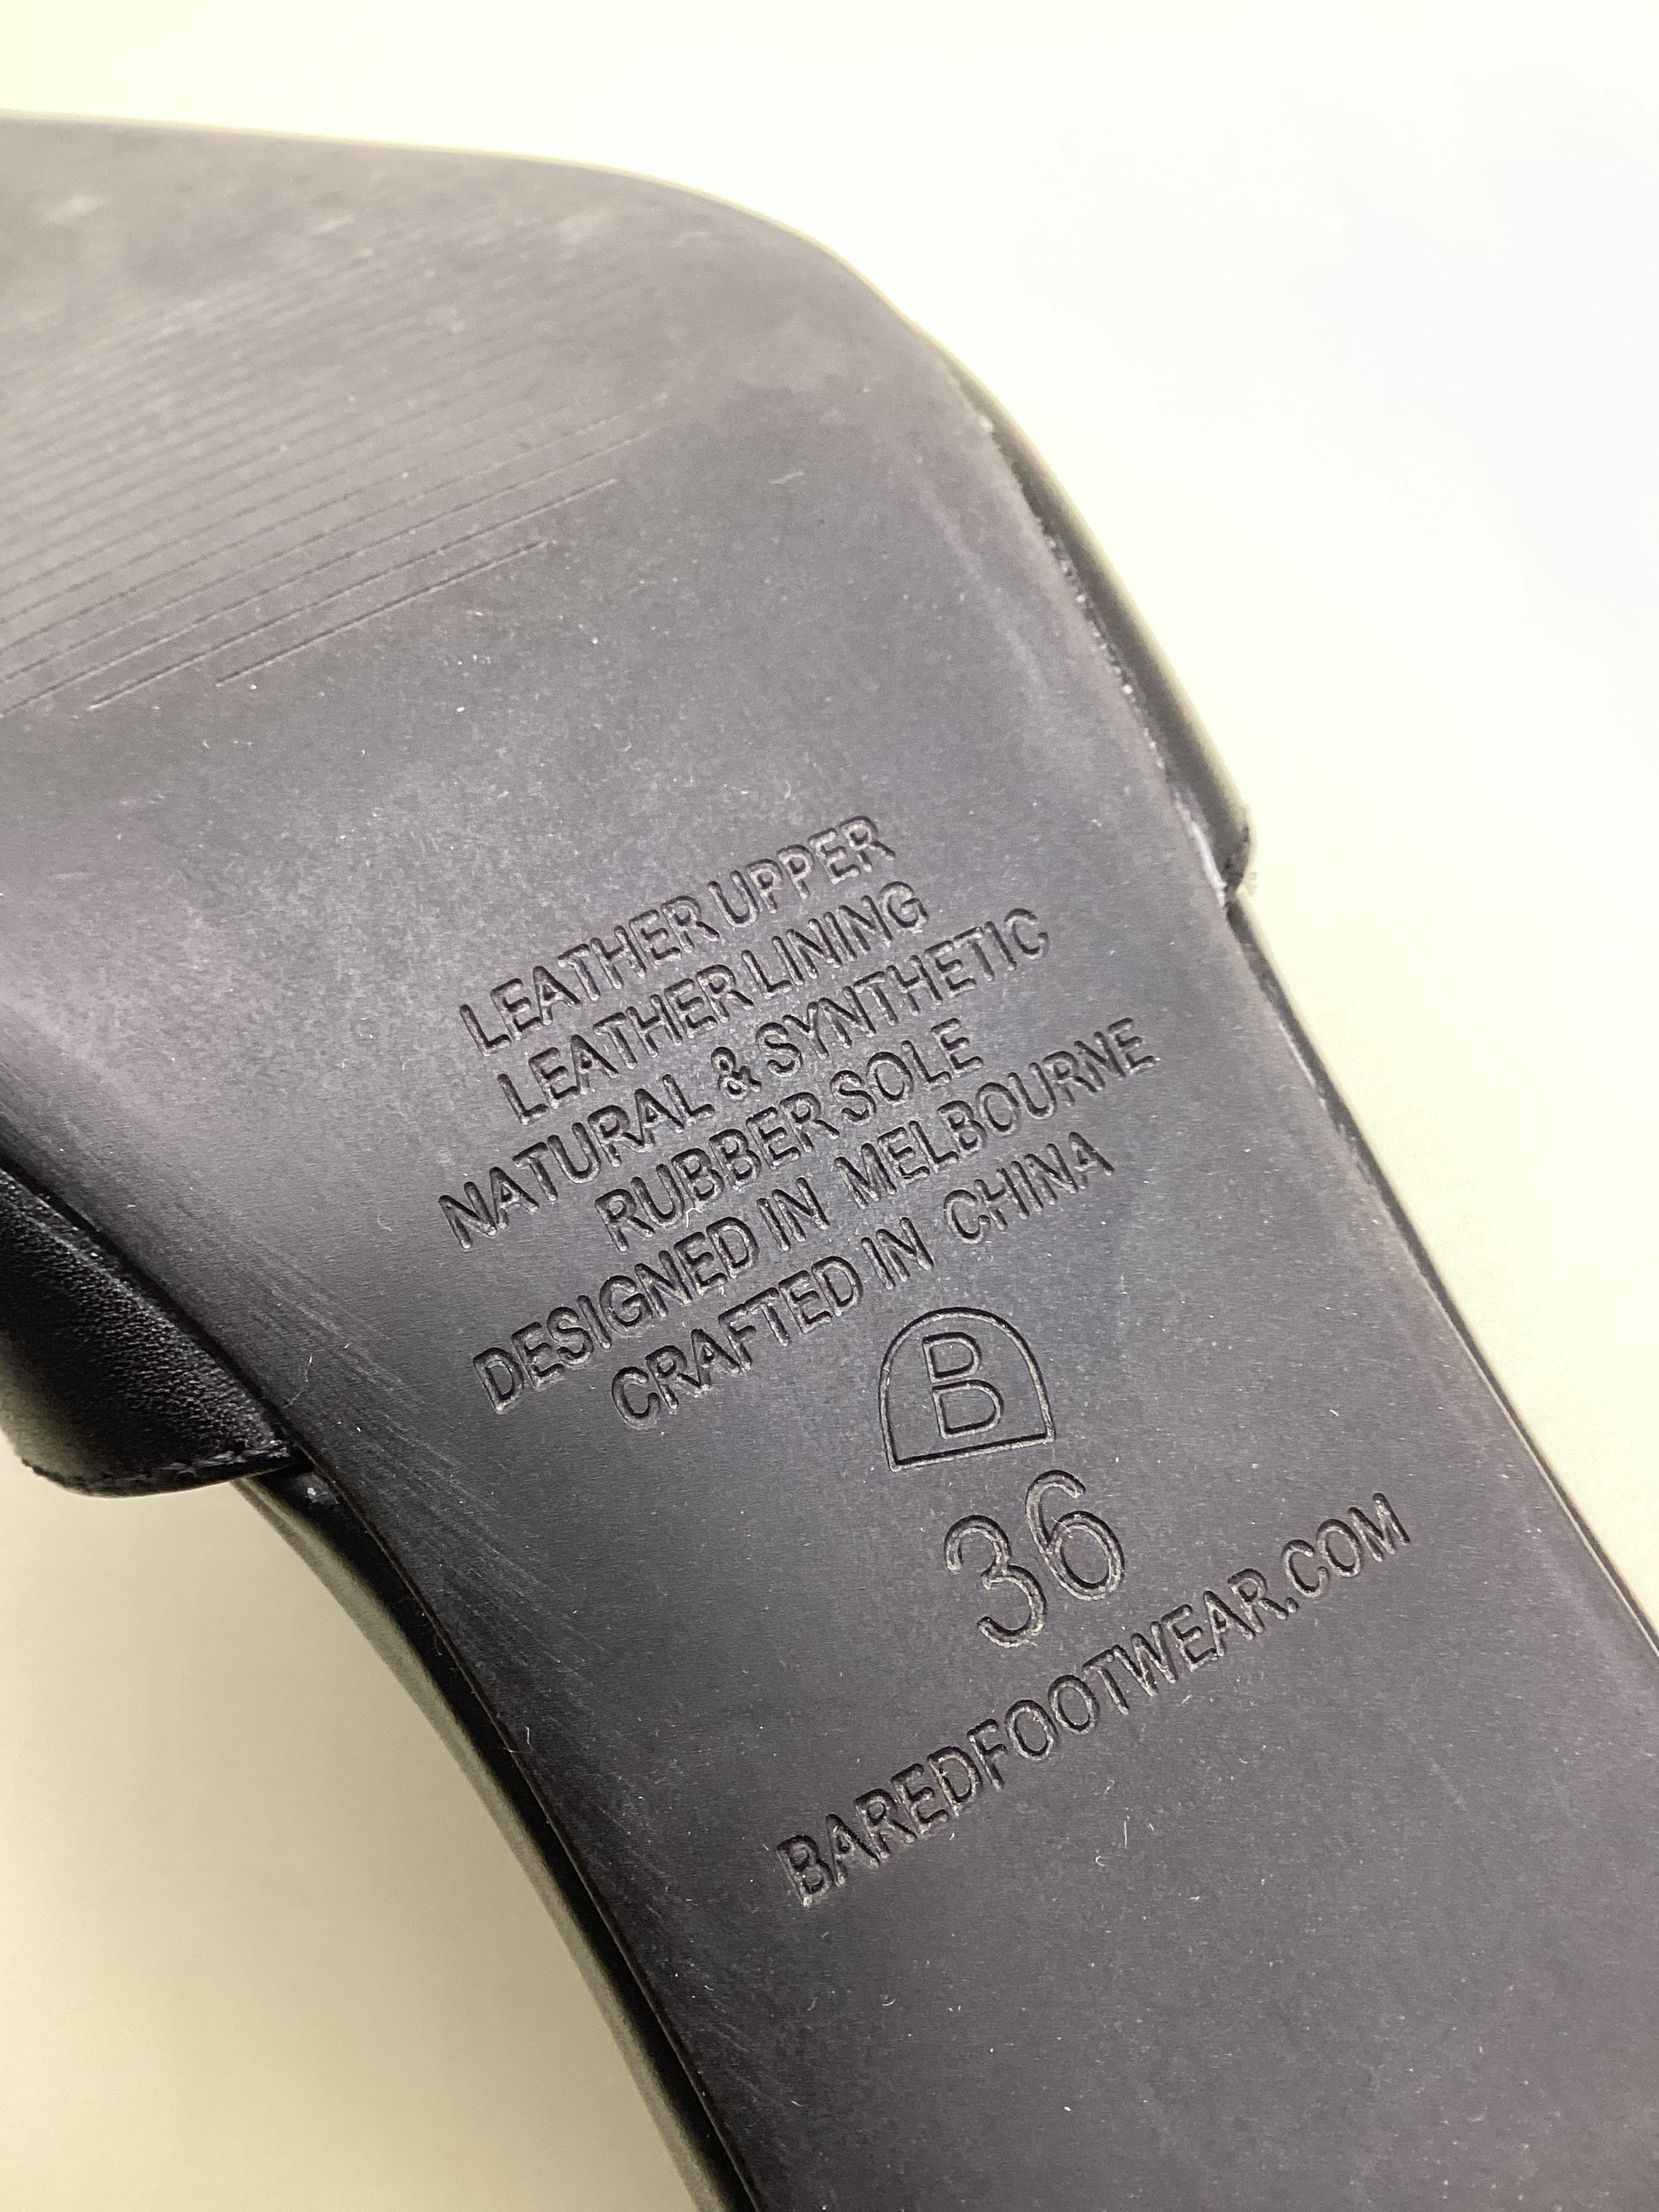 LEATHER UPPER
LEATHER LINING
NATURAL & SYNTHETIC
RUBBER SOLE
DESIGNED IN MELBOURNE
CRAFTED IN CHINA
B
36
BAREDFOOTWEAR.COM